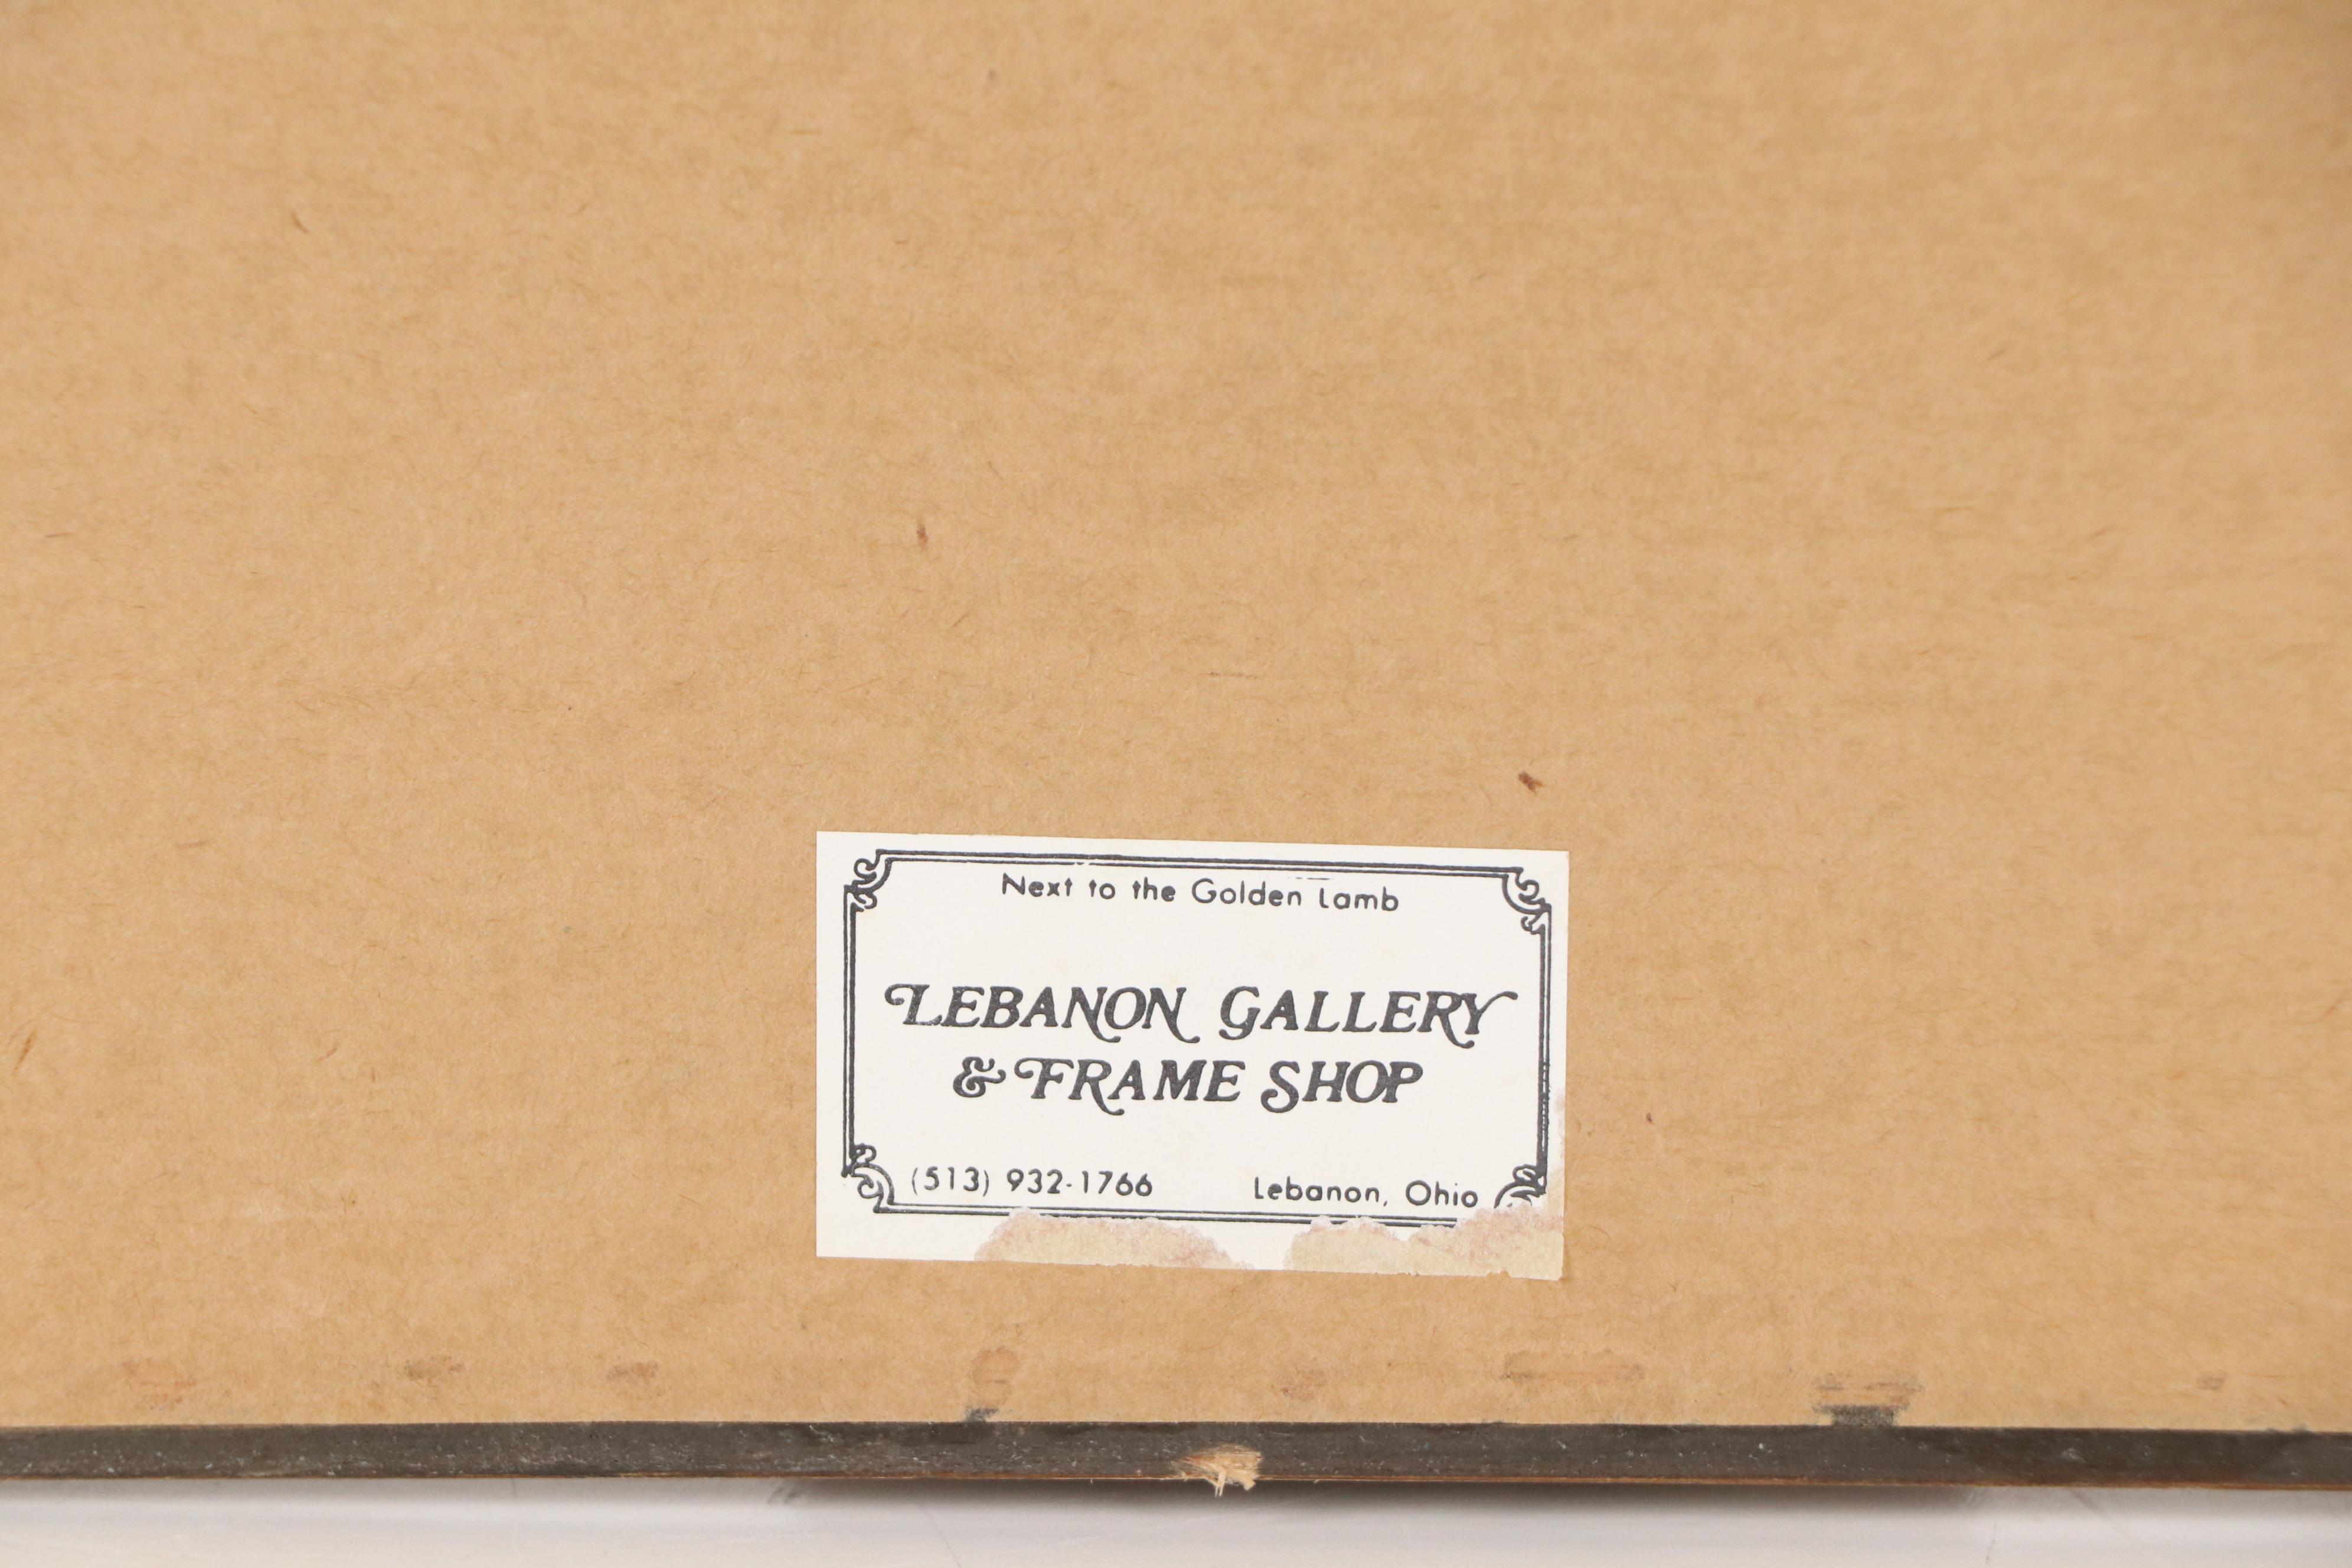 Next to the Golden Lamb
LEBANON GALLERY
& FRAME SHOP
(513) 932-1766 Lebanon, Ohio